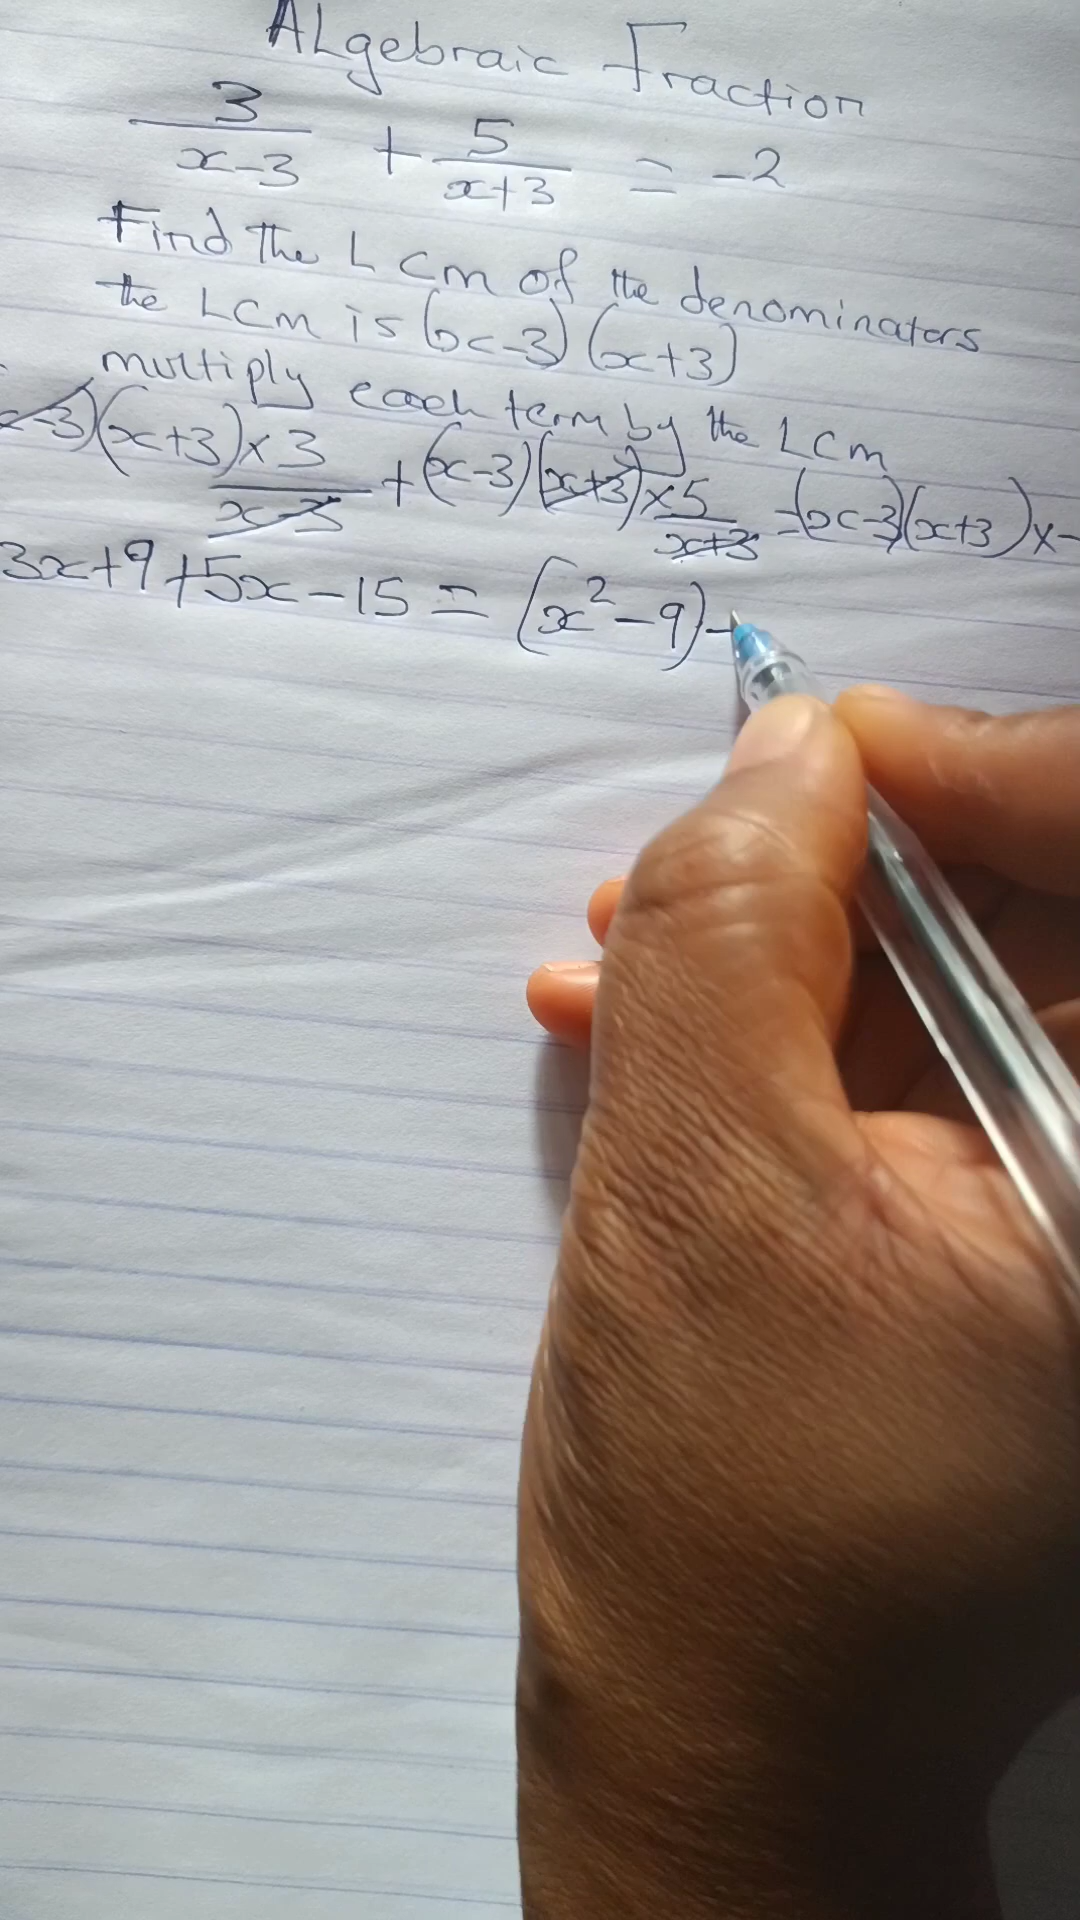 ALgebraic Fraction
3/(x-3) + 5/(x+3) = -2
Find the LCm of the denominators
the LCm is (x-3)(x+3)
multiply each term by the LCm
x-3)(x+3)×3/(x-3) + (x-3)(x+3)×5/(x+3) = (x-3)(x+3)×-
3x+9+5x-15 = (x²-9)-